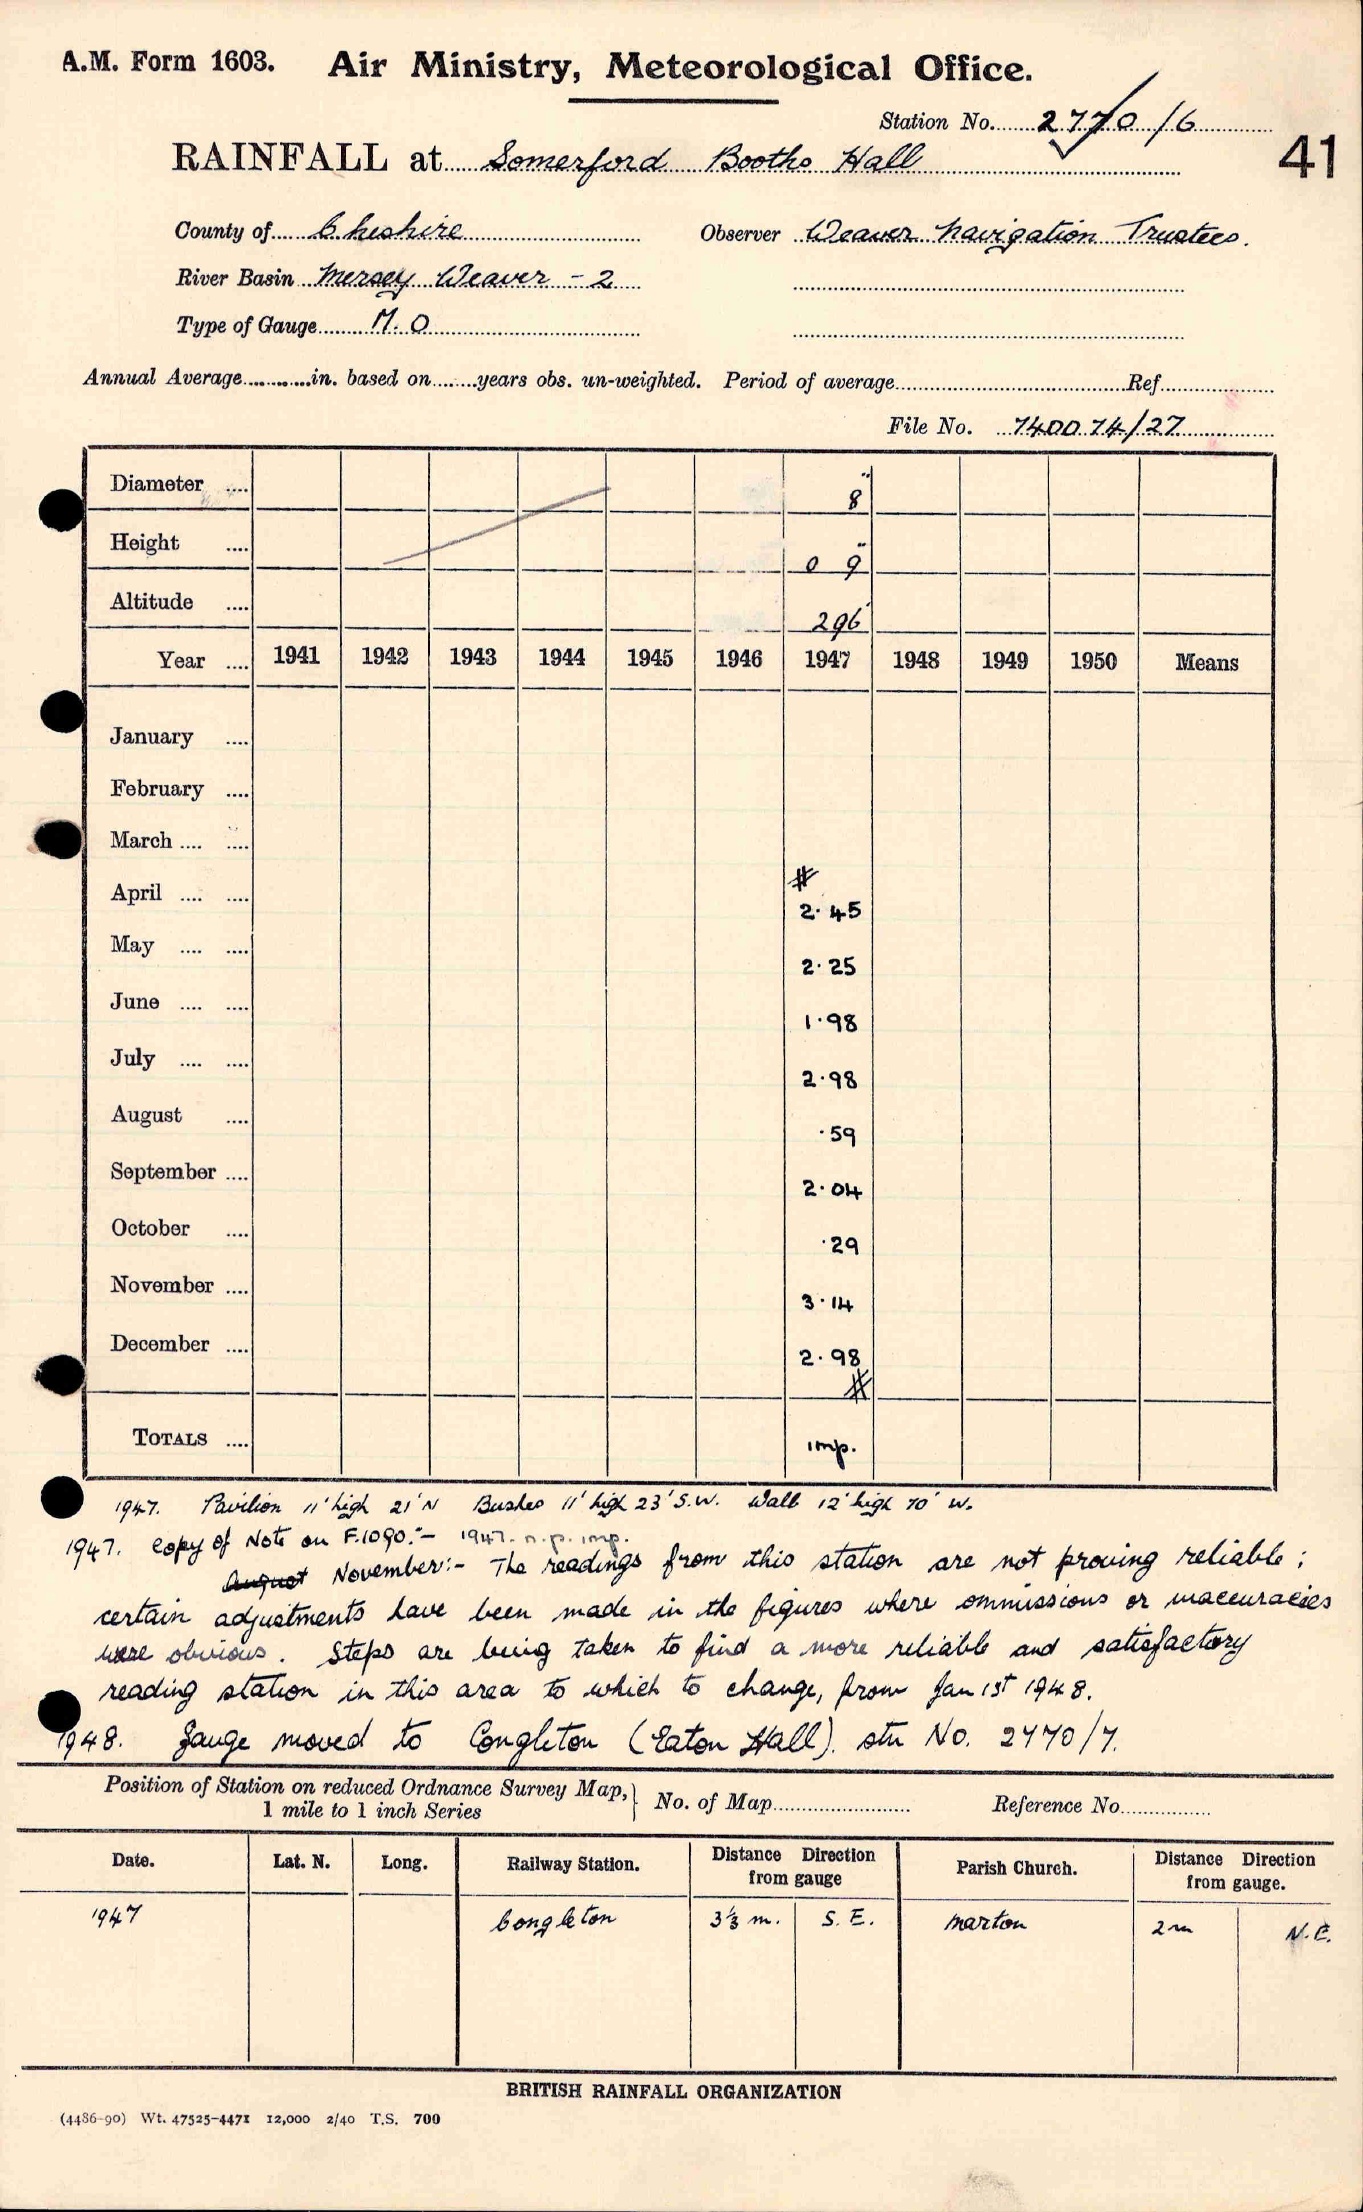 A.M. Form 1603. Air Ministry, Meteorological Office.
Station No. 2770/6
RAINFALL at Somerford Booths Hall
41
County of Cheshire Observer Weaver Navigation Trustees.
River Basin Mersey Weaver - 2
Type of Gauge M. O
Annual Average in. based on years obs. un-weighted. Period of average Ref
File No. 740074/27
Diameter 8"
Height 0 9"
Altitude 296
Year 1941 1942 1943 1944 1945 1946 1947 1948 1949 1950 Means
January
February
March
#
April 2.45
May 2.25
June 1.98
July 2.98
August .59
September 2.04
October .29
November 3.14
December 2.98
#
TOTALS imp.
1947. Pavilion 11' high 21' N Bushes 11' high 23' S.W. Wall 12' high 70' W.
1947. Copy of Note on F.1090:- 1947. n.p. imp.
August November:- The readings from this station are not proving reliable;
certain adjustments have been made in the figures where ommissions or inaccuracies
were obvious. Steps are being taken to find a more reliable and satisfactory
reading station in this area to which to change, from Jan 1st 1948.
1948. Gauge moved to Congleton (Eaton Hall). stn No. 2770/7.
Position of Station on reduced Ordnance Survey Map, } No. of Map Reference No.
1 mile to 1 inch Series
Date. Lat. N. Long. Railway Station. Distance Direction from gauge Parish Church. Distance Direction from gauge.
1947 Congleton 3⅓ m. S. E. Marton 2 m N. E.
BRITISH RAINFALL ORGANIZATION
(4486-90) Wt. 47525-4471 12,000 2/40 T.S. 700